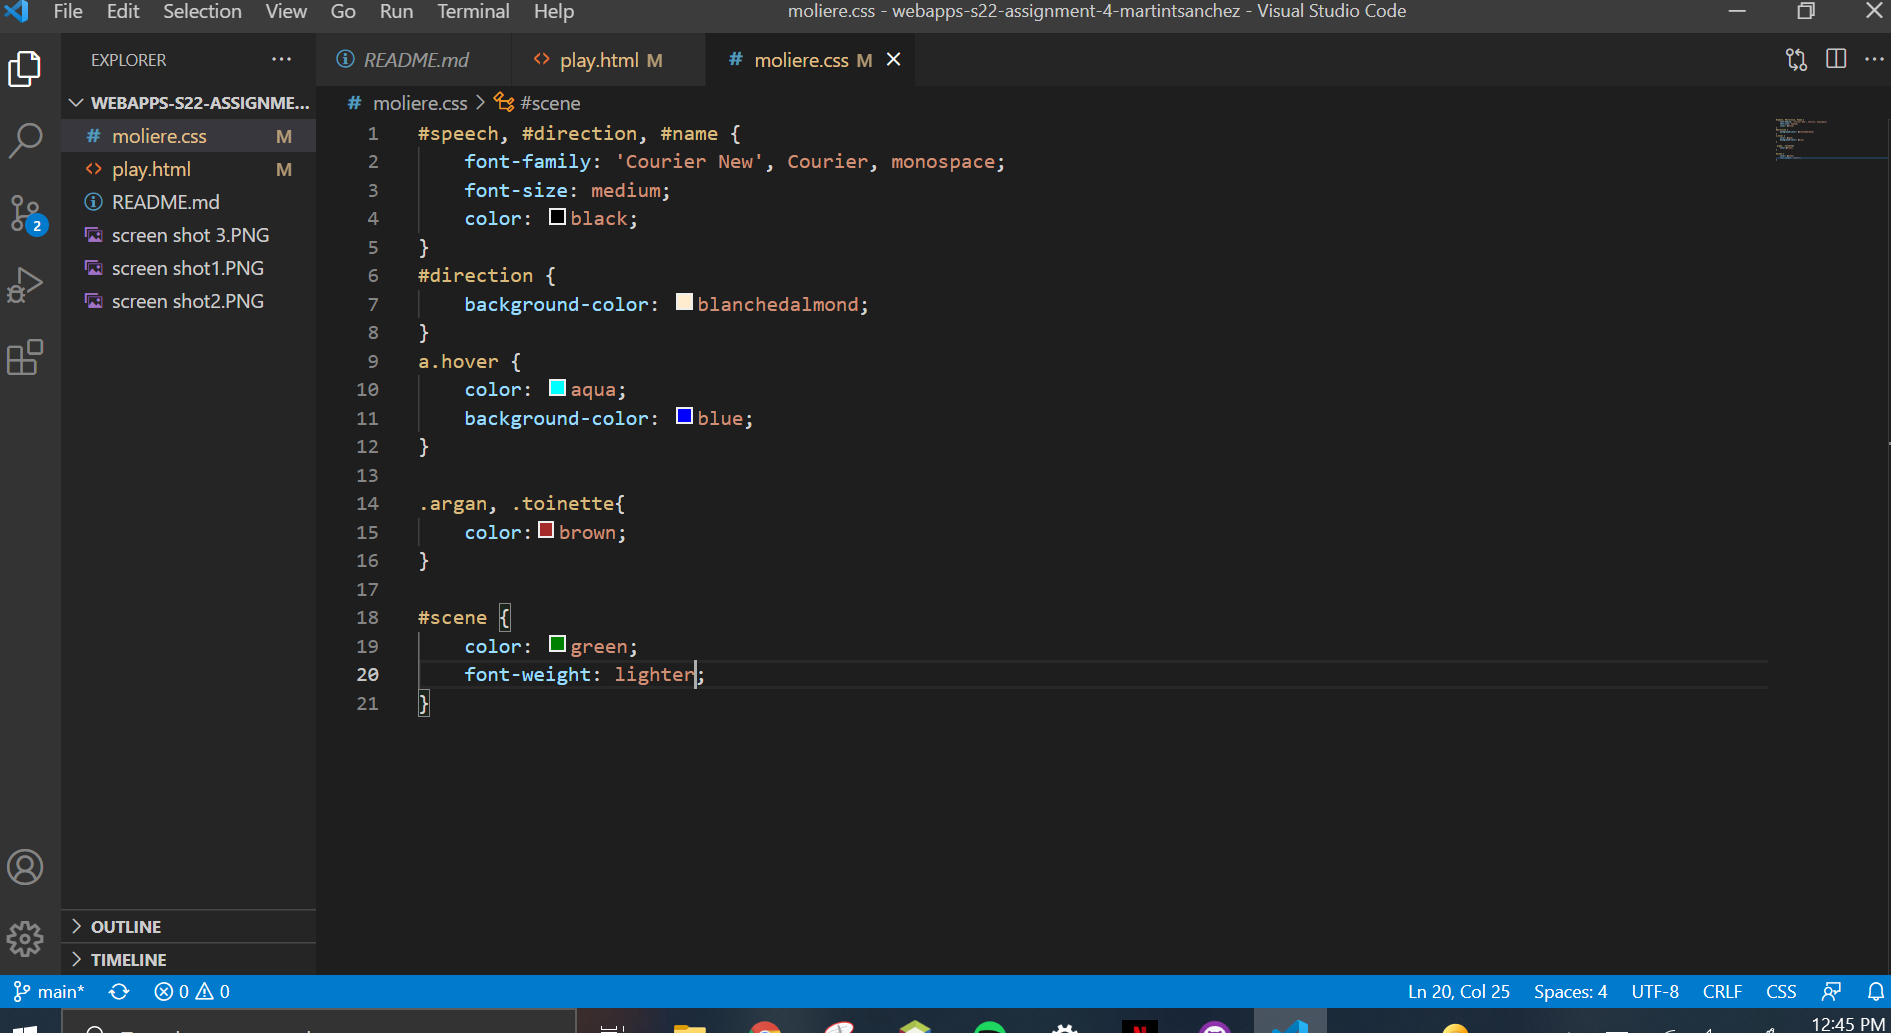 File Edit Selection View Go Run Terminal Help
moliere.css - webapps-s22-assignment-4-martintsanchez - Visual Studio Code
EXPLORER
README.md
play.html M
# moliere.css M
WEBAPPS-S22-ASSIGNME...
# moliere.css M
<> play.html M
README.md
screen shot 3.PNG
screen shot1.PNG
screen shot2.PNG
2
# moliere.css > #scene
1 #speech, #direction, #name {
2 font-family: 'Courier New', Courier, monospace;
3 font-size: medium;
4 color: black;
5 }
6 #direction {
7 background-color: blanchedalmond;
8 }
9 a.hover {
10 color: aqua;
11 background-color: blue;
12 }
13
14 .argan, .toinette{
15 color: brown;
16 }
17
18 #scene {
19 color: green;
20 font-weight: lighter;
21 }
OUTLINE
TIMELINE
main* 0 0
Ln 20, Col 25 Spaces: 4 UTF-8 CRLF CSS
12:45 PM